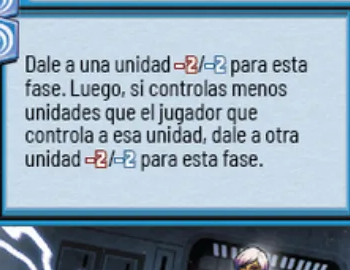 Dale a una unidad -2/-2 para esta
fase. Luego, si controlas menos
unidades que el jugador que
controla a esa unidad, dale a otra
unidad -2/-2 para esta fase.